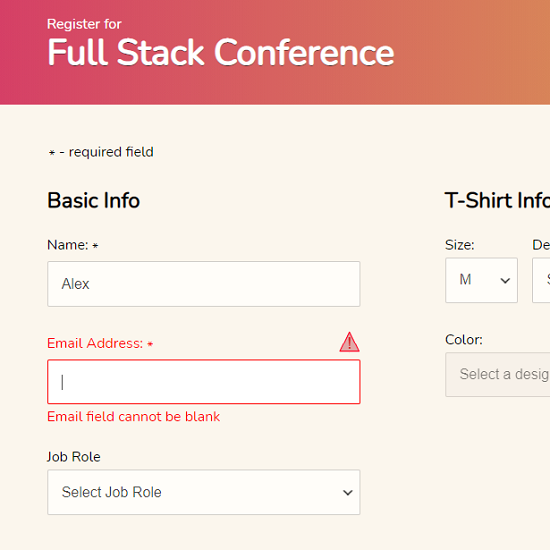 Register for
Full Stack Conference
* - required field
Basic Info
Name: *
Alex
Email Address: *
Email field cannot be blank
Job Role
Select Job Role
T-Shirt Info
Size:
M
Color:
Select a desig